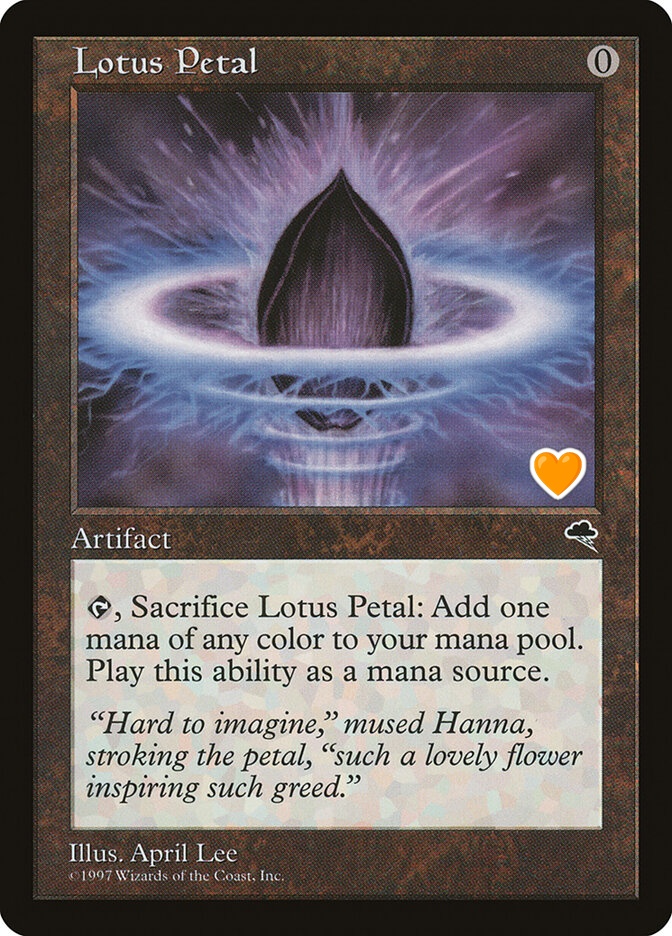 Lotus Petal 0
Artifact
, Sacrifice Lotus Petal: Add one
mana of any color to your mana pool.
Play this ability as a mana source.
“Hard to imagine,” mused Hanna,
stroking the petal, “such a lovely flower
inspiring such greed.”
Illus. April Lee
©1997 Wizards of the Coast, Inc.